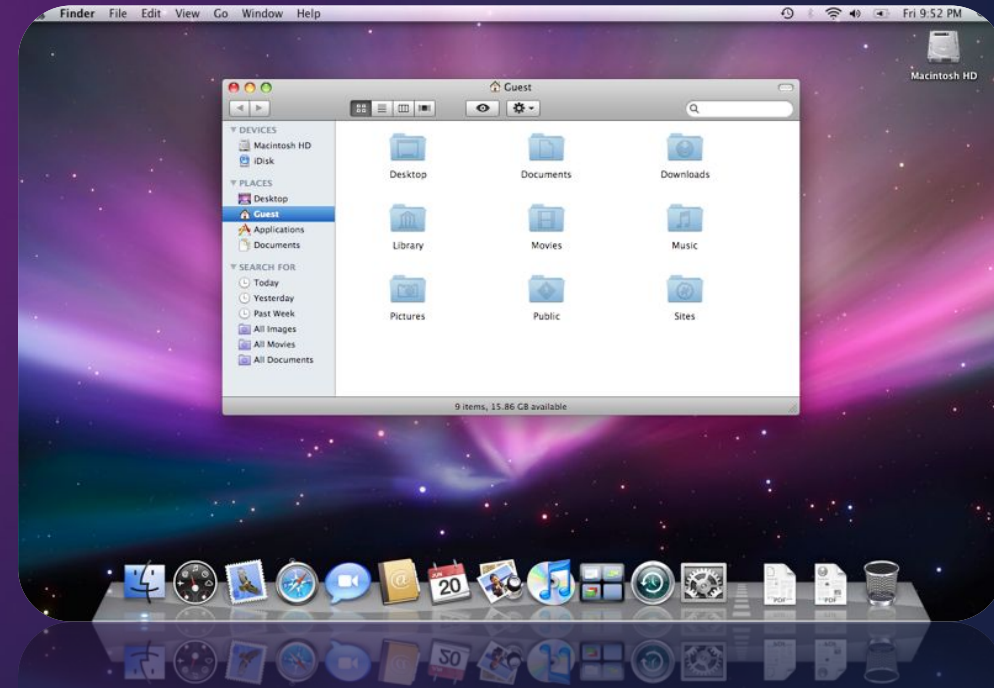 Finder File Edit View Go Window Help Fri 9:52 PM
Macintosh HD
Guest
DEVICES
Macintosh HD
iDisk
PLACES
Desktop
Guest
Applications
Documents
SEARCH FOR
Today
Yesterday
Past Week
All Images
All Movies
All Documents
Desktop Documents Downloads
Library Movies Music
Pictures Public Sites
9 items, 15.86 GB available
JUN
20
PDF PDF